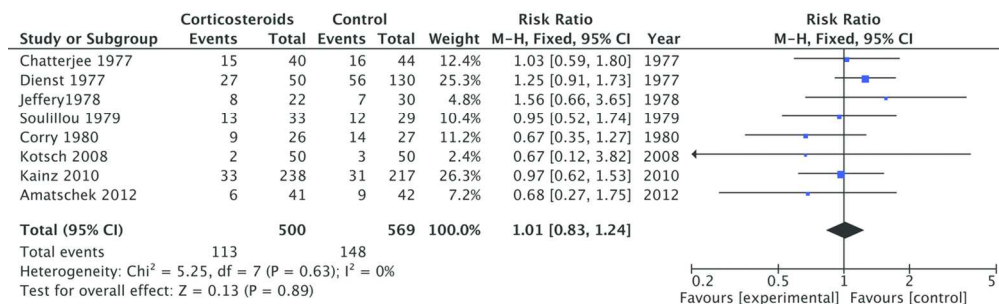 Corticosteroids Control Risk Ratio Risk Ratio
Study or Subgroup Events Total Events Total Weight M-H, Fixed, 95% CI Year M-H, Fixed, 95% CI
Chatterjee 1977 15 40 16 44 12.4% 1.03 [0.59, 1.80] 1977
Dienst 1977 27 50 56 130 25.3% 1.25 [0.91, 1.73] 1977
Jeffery1978 8 22 7 30 4.8% 1.56 [0.66, 3.65] 1978
Soulillou 1979 13 33 12 29 10.4% 0.95 [0.52, 1.74] 1979
Corry 1980 9 26 14 27 11.2% 0.67 [0.35, 1.27] 1980
Kotsch 2008 2 50 3 50 2.4% 0.67 [0.12, 3.82] 2008
Kainz 2010 33 238 31 217 26.3% 0.97 [0.62, 1.53] 2010
Amatschek 2012 6 41 9 42 7.2% 0.68 [0.27, 1.75] 2012
Total (95% CI) 500 569 100.0% 1.01 [0.83, 1.24]
Total events 113 148
Heterogeneity: Chi² = 5.25, df = 7 (P = 0.63); I² = 0%
Test for overall effect: Z = 0.13 (P = 0.89)
0.2 0.5 1 2 5
Favours [experimental] Favours [control]